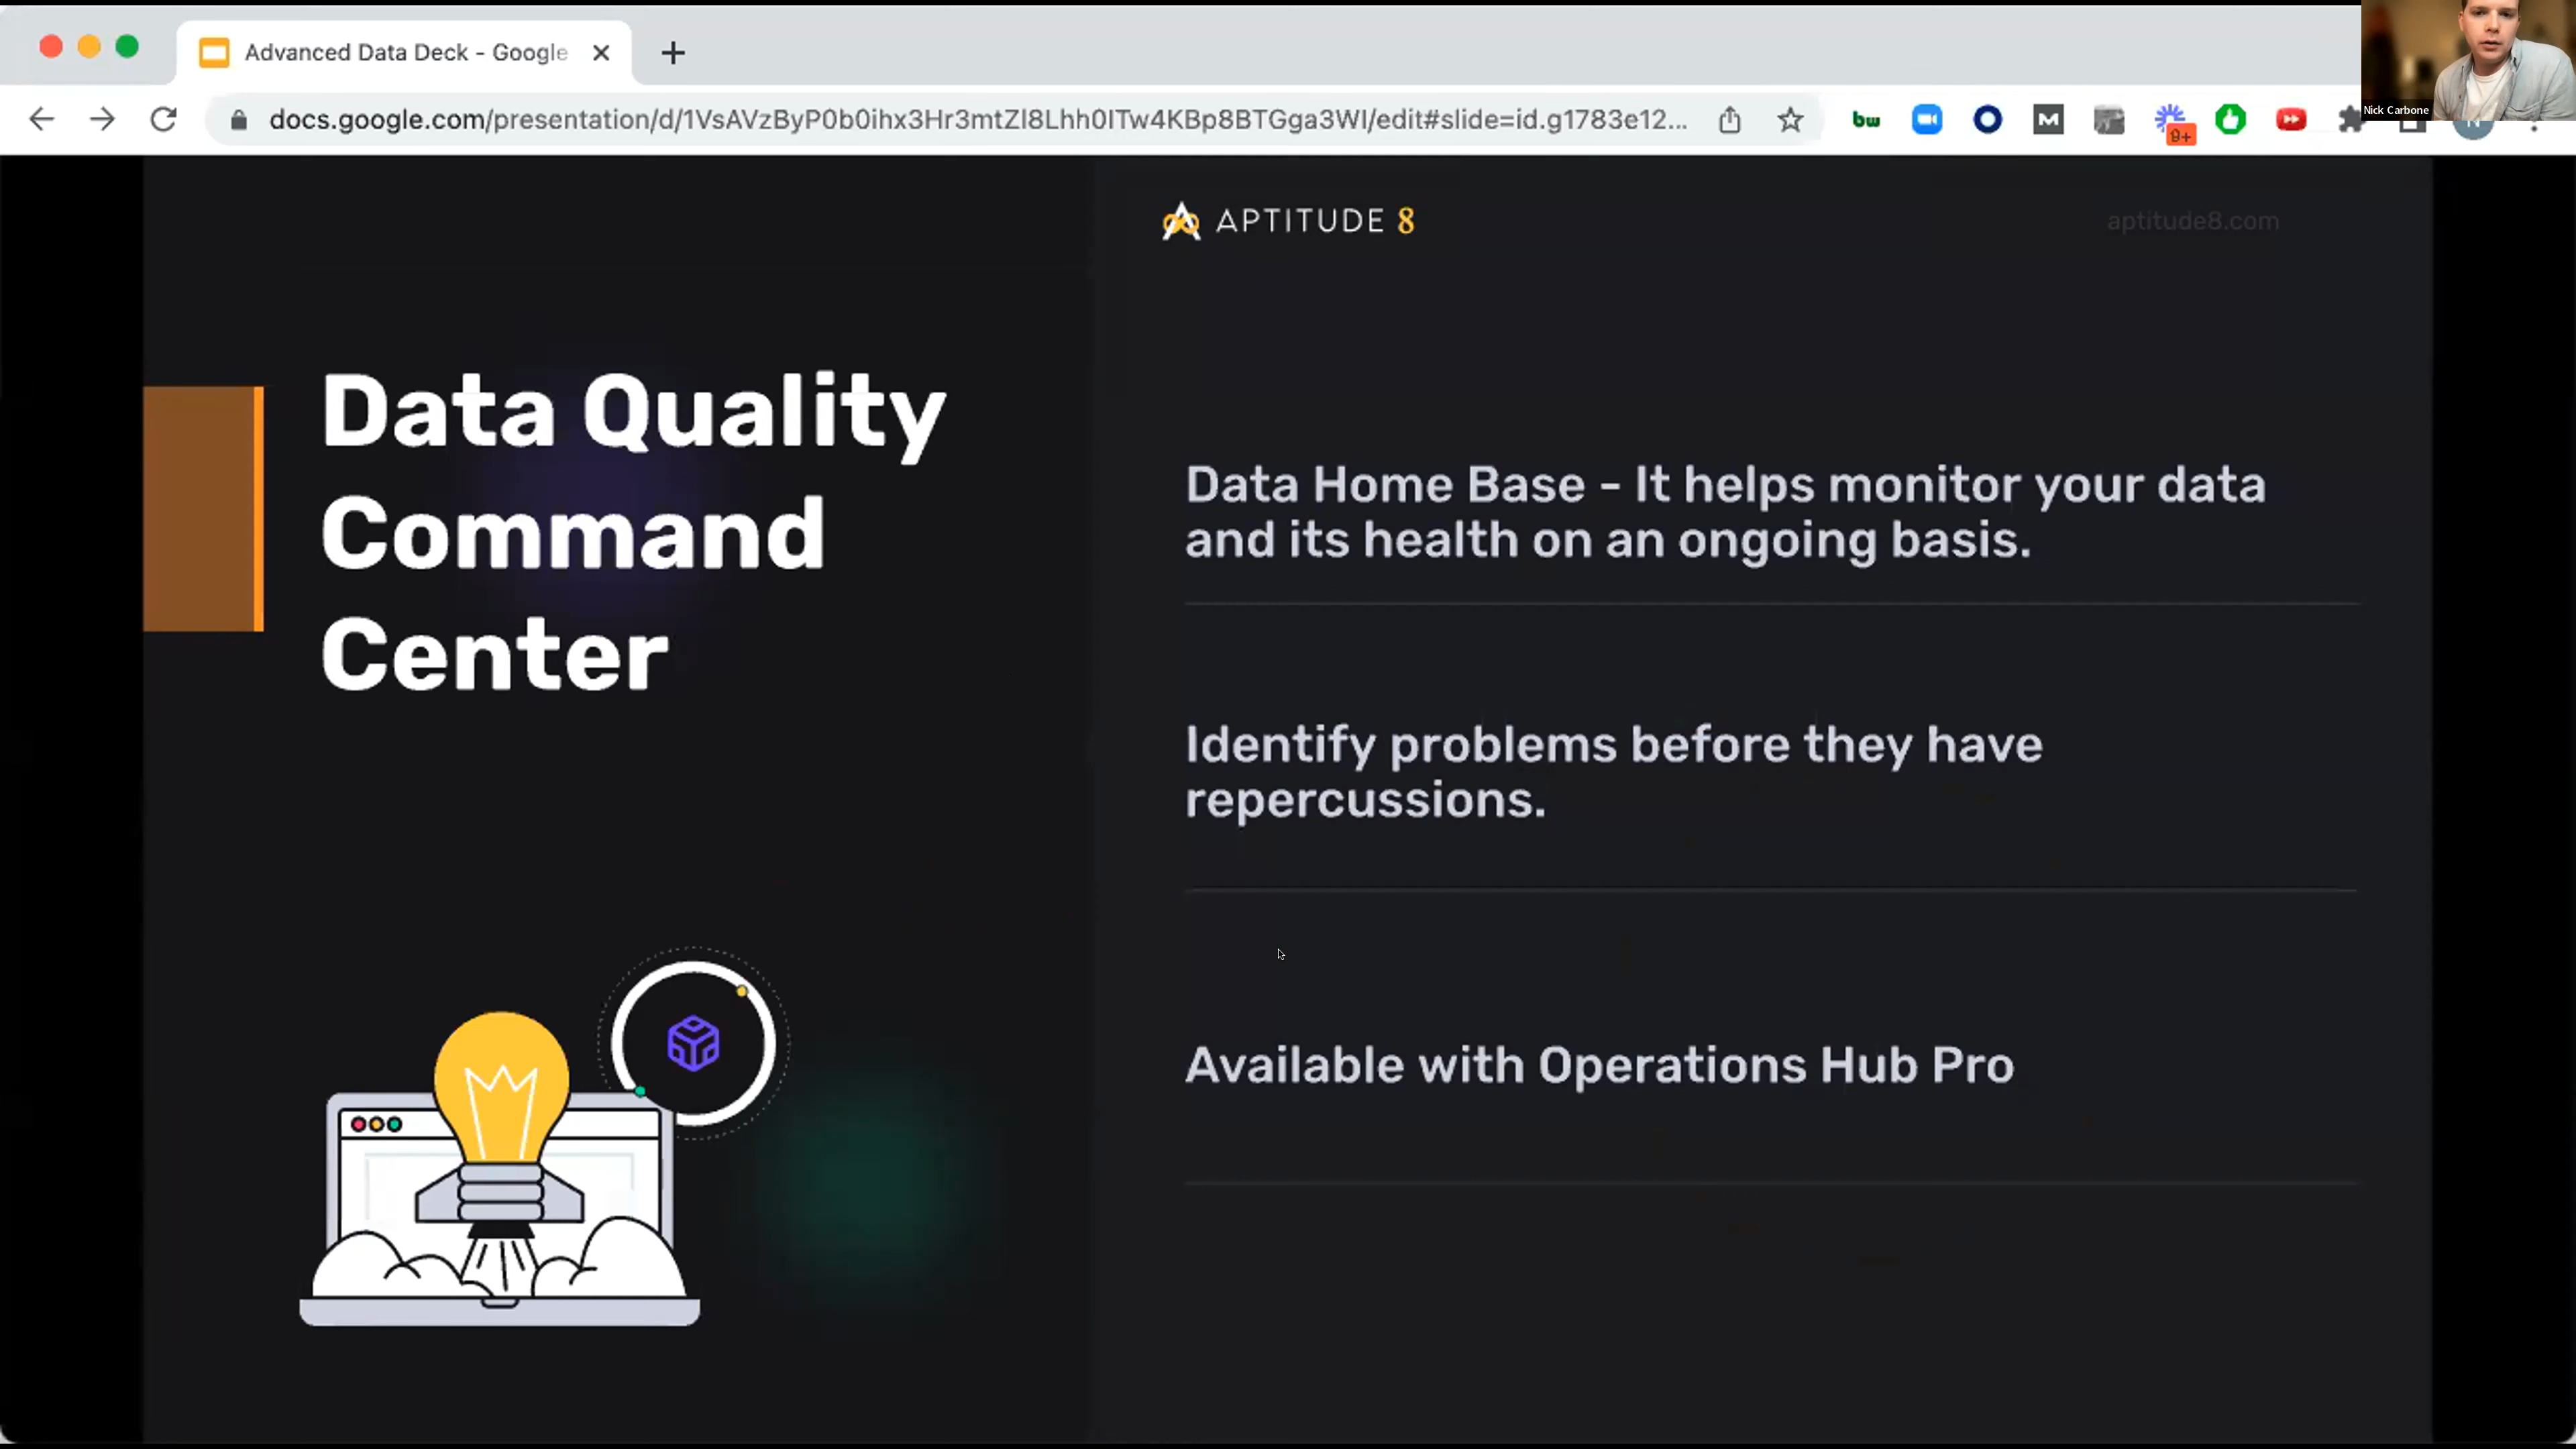 Advanced Data Deck - Google
Nick Carbone
docs.google.com/presentation/d/1VsAVzByP0b0ihx3Hr3mtZl8Lhh0ITw4KBp8BTGga3WI/edit#slide=id.g1783e12...
bw
M
9+
N
APTITUDE 8
aptitude8.com
Data Quality
Command
Center
Data Home Base - It helps monitor your data
and its health on an ongoing basis.
Identify problems before they have
repercussions.
Available with Operations Hub Pro